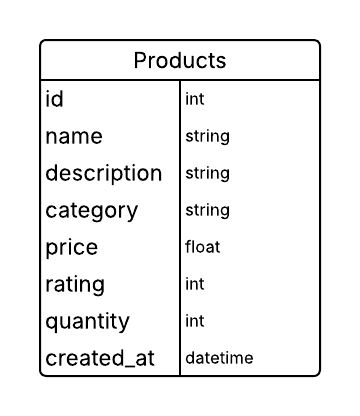 Products
id int
name string
description string
category string
price float
rating int
quantity int
created_at datetime